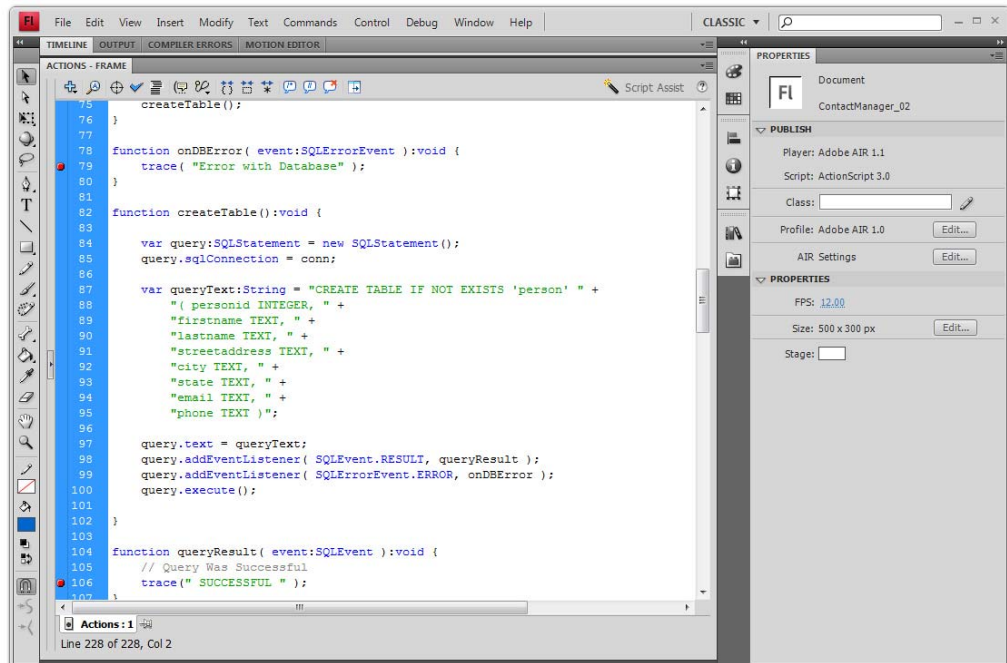 Fl File Edit View Insert Modify Text Commands Control Debug Window Help CLASSIC
TIMELINE OUTPUT COMPILER ERRORS MOTION EDITOR
ACTIONS - FRAME
Script Assist
75 createTable();
76 }
77
78 function onDBError( event:SQLErrorEvent ):void {
79 trace( "Error with Database" );
80 }
81
82 function createTable():void {
83
84 var query:SQLStatement = new SQLStatement();
85 query.sqlConnection = conn;
86
87 var queryText:String = "CREATE TABLE IF NOT EXISTS 'person' " +
88 "( personid INTEGER, " +
89 "firstname TEXT, " +
90 "lastname TEXT, " +
91 "streetaddress TEXT, " +
92 "city TEXT, " +
93 "state TEXT, " +
94 "email TEXT, " +
95 "phone TEXT )";
96
97 query.text = queryText;
98 query.addEventListener( SQLEvent.RESULT, queryResult );
99 query.addEventListener( SQLErrorEvent.ERROR, onDBError );
100 query.execute();
101
102 }
103
104 function queryResult( event:SQLEvent ):void {
105 // Query Was Successful
106 trace(" SUCCESSFUL " );
107 }
Actions : 1
Line 228 of 228, Col 2
PROPERTIES
Fl
Document
ContactManager_02
PUBLISH
Player: Adobe AIR 1.1
Script: ActionScript 3.0
Class:
Profile: Adobe AIR 1.0 Edit...
AIR Settings Edit...
PROPERTIES
FPS: 12.00
Size: 500 x 300 px Edit...
Stage: